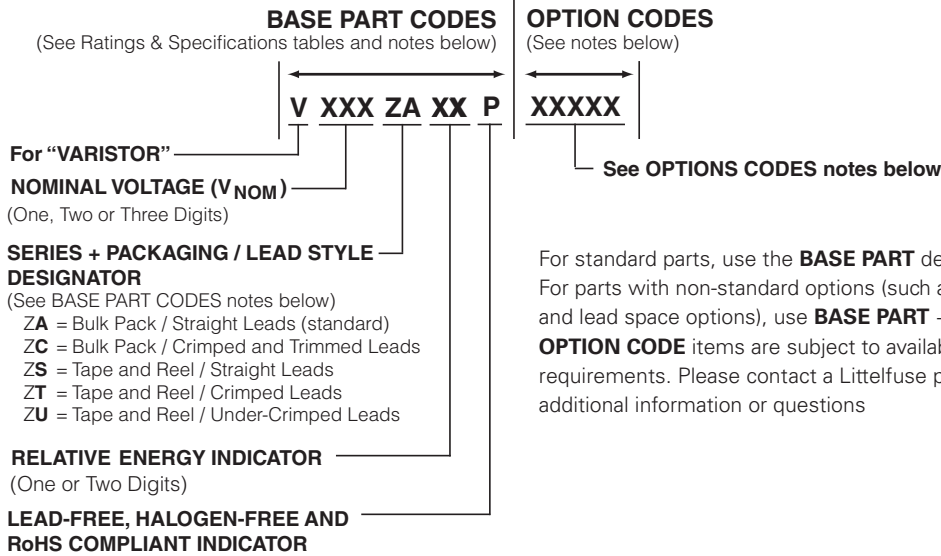 BASE PART CODES
(See Ratings & Specifications tables and notes below)
OPTION CODES
(See notes below)
V XXX ZA XX P XXXXX
For “VARISTOR”
See OPTIONS CODES notes below
NOMINAL VOLTAGE (VNOM)
(One, Two or Three Digits)
SERIES + PACKAGING / LEAD STYLE
DESIGNATOR
(See BASE PART CODES notes below)
ZA = Bulk Pack / Straight Leads (standard)
ZC = Bulk Pack / Crimped and Trimmed Leads
ZS = Tape and Reel / Straight Leads
ZT = Tape and Reel / Crimped Leads
ZU = Tape and Reel / Under-Crimped Leads
RELATIVE ENERGY INDICATOR
(One or Two Digits)
LEAD-FREE, HALOGEN-FREE AND
RoHS COMPLIANT INDICATOR
For standard parts, use the BASE PART
For parts with non-standard options (such
and lead space options), use BASE PART
OPTION CODE items are subject to
requirements. Please contact a Littelfuse
additional information or questions